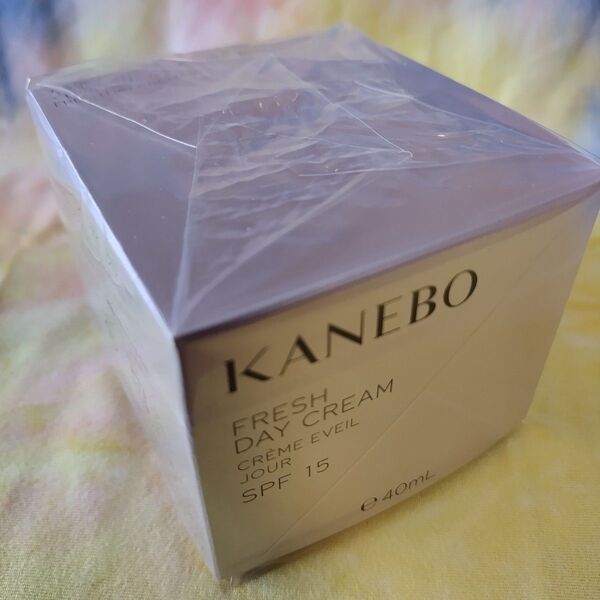 KANEBO
FRESH
DAY CREAM
CRÈME EVEIL
JOUR
SPF 15
℮40mL